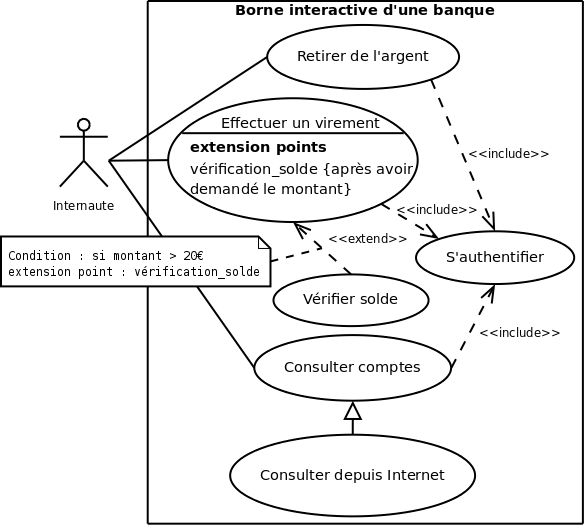 Borne interactive d'une banque
Retirer de l'argent
Effectuer un virement
extension points
vérification_solde {après avoir
demandé le montant}
<<include>>
Internaute
<<include>>
<<extend>>
Condition : si montant > 20€
extension point : vérification_solde
S'authentifier
Vérifier solde
<<include>>
Consulter comptes
Consulter depuis Internet